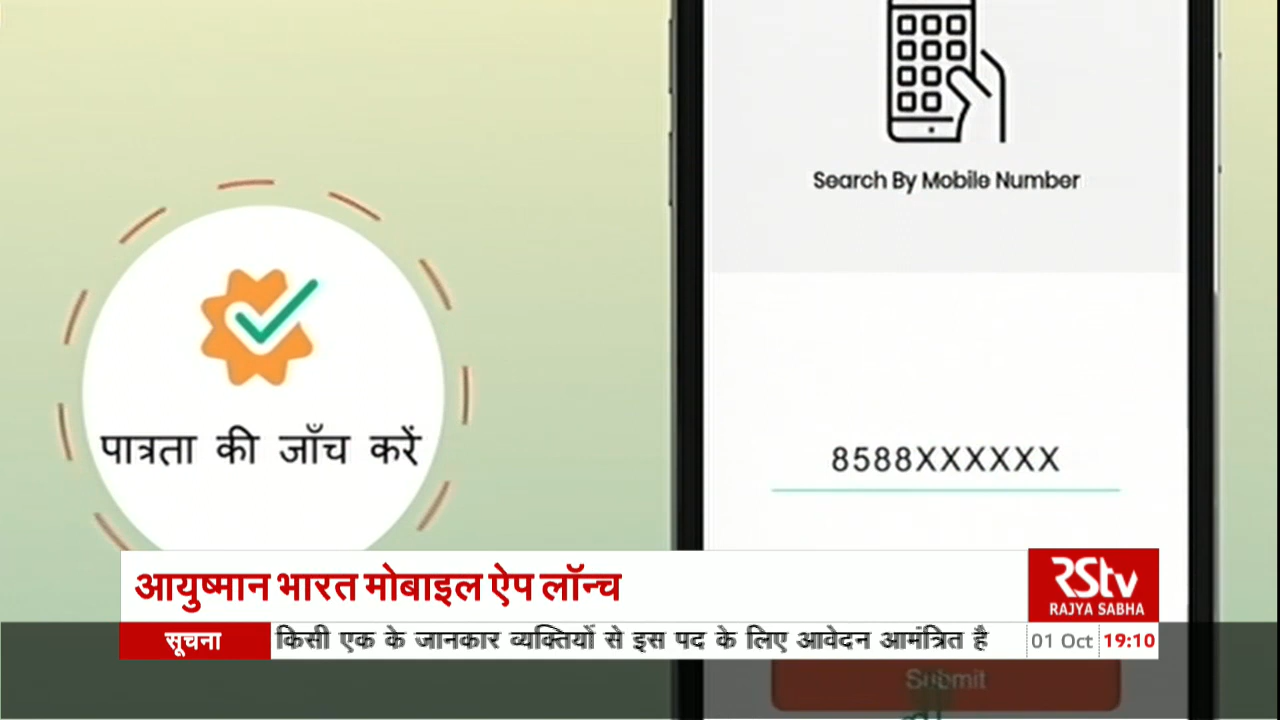 Search By Mobile Number
पात्रता की जाँच करें
8588XXXXXX
आयुष्मान भारत मोबाइल ऐप लॉन्च
RStv
RAJYA SABHA
सूचना
किसी एक के जानकार व्यक्तियों से इस पद के लिए आवेदन आमंत्रित है
01 Oct
19:10
Submit